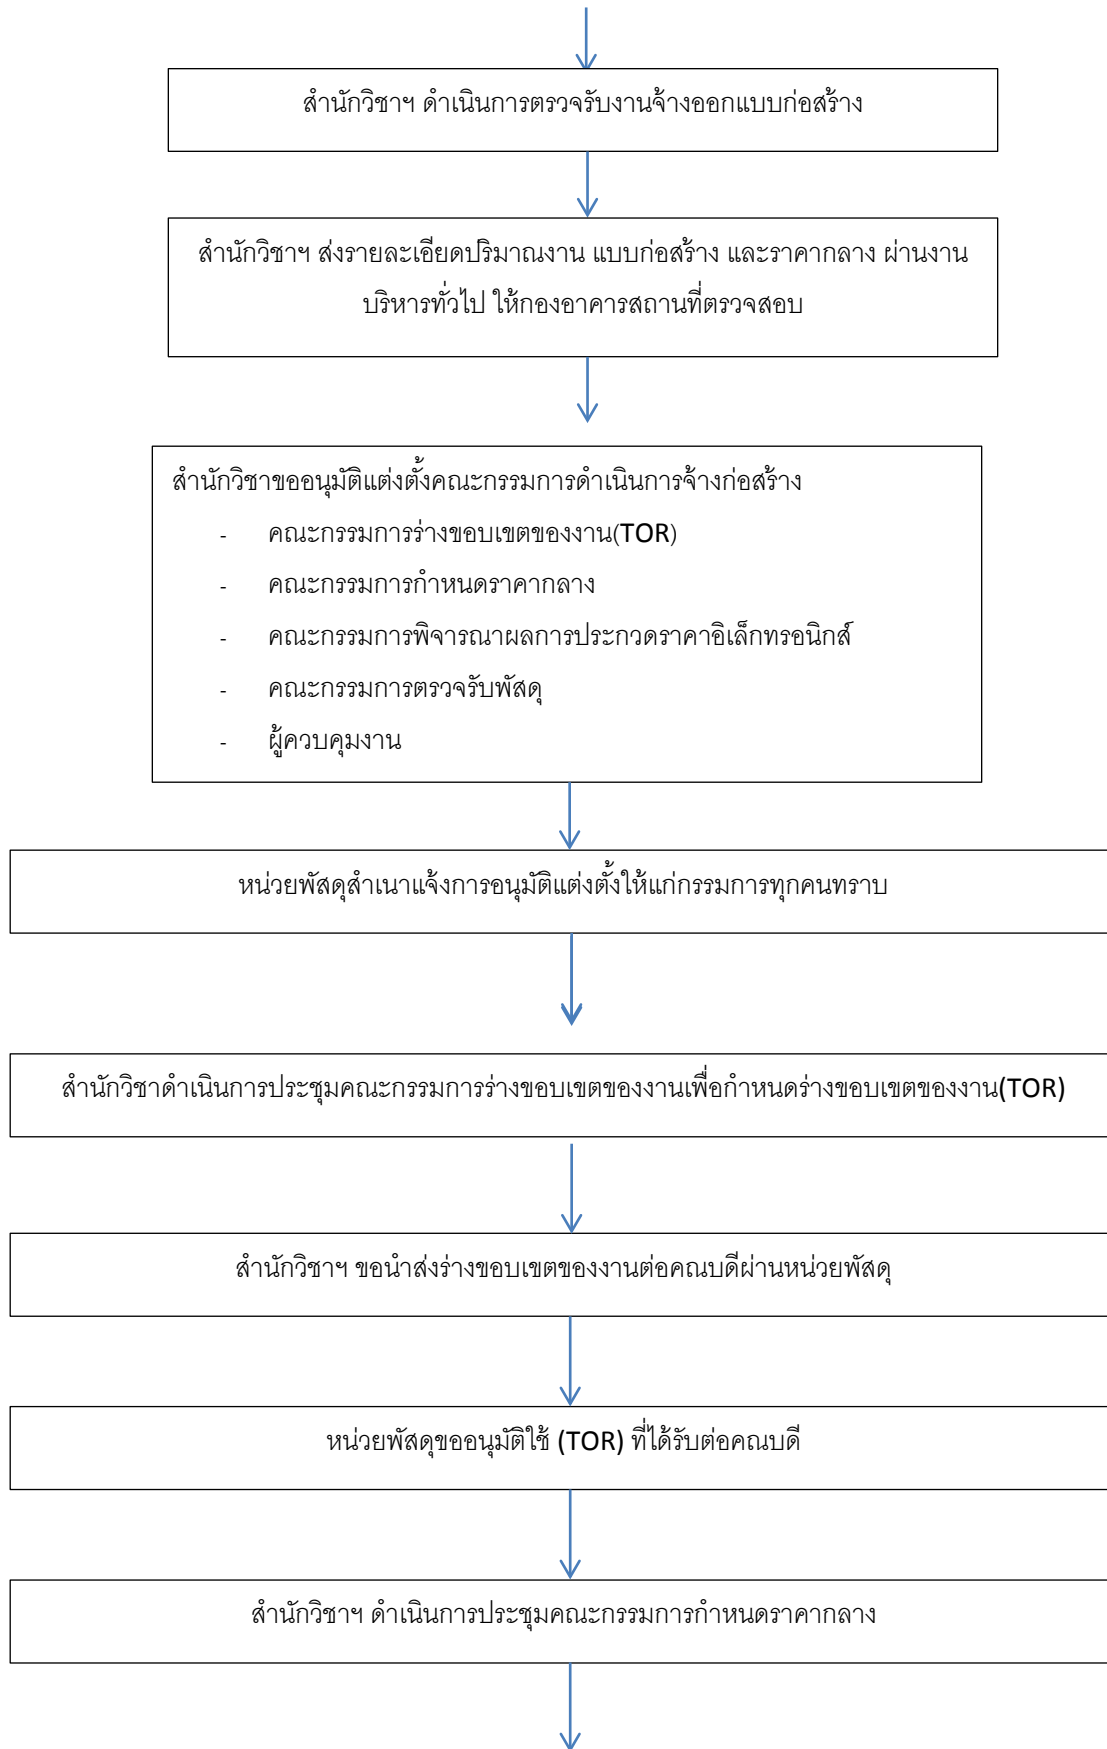 สำนักวิชาฯ ดำเนินการตรวจรับงานจ้างออกแบบก่อสร้าง
สำนักวิชาฯ ส่งรายละเอียดปริมาณงาน แบบก่อสร้าง และราคากลาง ผ่านงาน
บริหารทั่วไป ให้กองอาคารสถานที่ตรวจสอบ
สำนักวิชาขออนุมัติแต่งตั้งคณะกรรมการดำเนินการจ้างก่อสร้าง
- คณะกรรมการร่างขอบเขตของงาน(TOR)
- คณะกรรมการกำหนดราคากลาง
- คณะกรรมการพิจารณาผลการประกวดราคาอิเล็กทรอนิกส์
- คณะกรรมการตรวจรับพัสดุ
- ผู้ควบคุมงาน
หน่วยพัสดุสำเนาแจ้งการอนุมัติแต่งตั้งให้แก่กรรมการทุกคนทราบ
สำนักวิชาดำเนินการประชุมคณะกรรมการร่างขอบเขตของงานเพื่อกำหนดร่างขอบเขตของงาน(TOR)
สำนักวิชาฯ ขอนำส่งร่างขอบเขตของงานต่อคณบดีผ่านหน่วยพัสดุ
หน่วยพัสดุขออนุมัติใช้ (TOR) ที่ได้รับต่อคณบดี
สำนักวิชาฯ ดำเนินการประชุมคณะกรรมการกำหนดราคากลาง